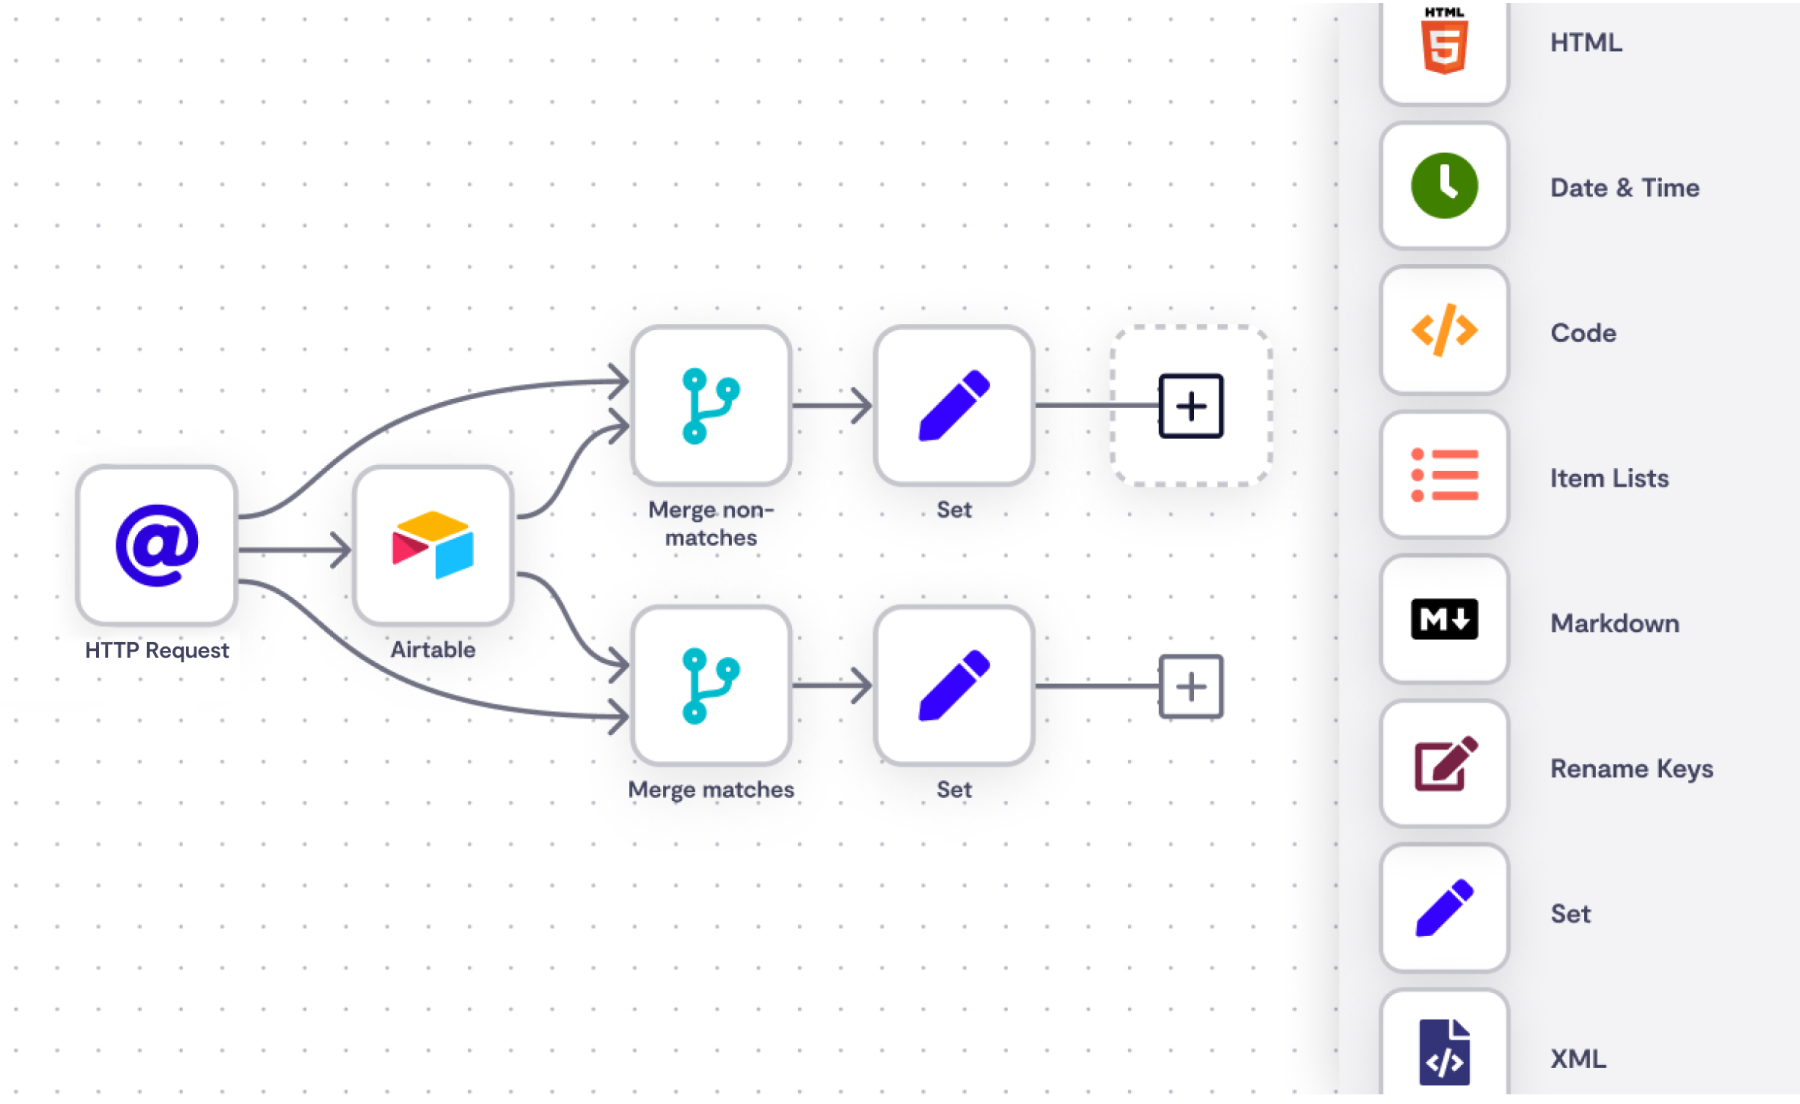 HTTP Request
Airtable
Merge non-
matches
Set
Merge matches
Set
HTML
5
HTML
Date & Time
Code
Item Lists
M
Markdown
Rename Keys
Set
XML